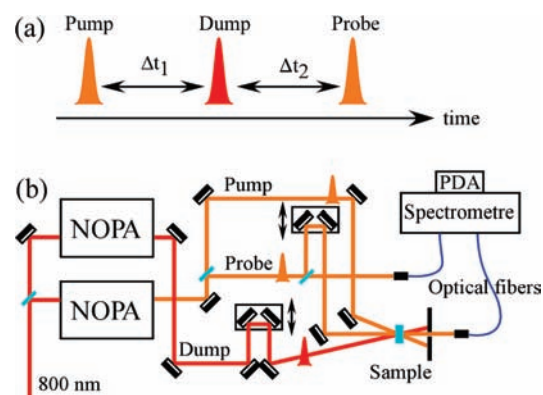 (a) Pump Dump Probe
Δt1 Δt2
time
(b) Pump PDA
NOPA Spectrometre
Probe
NOPA Optical fibers
Dump
800 nm Sample